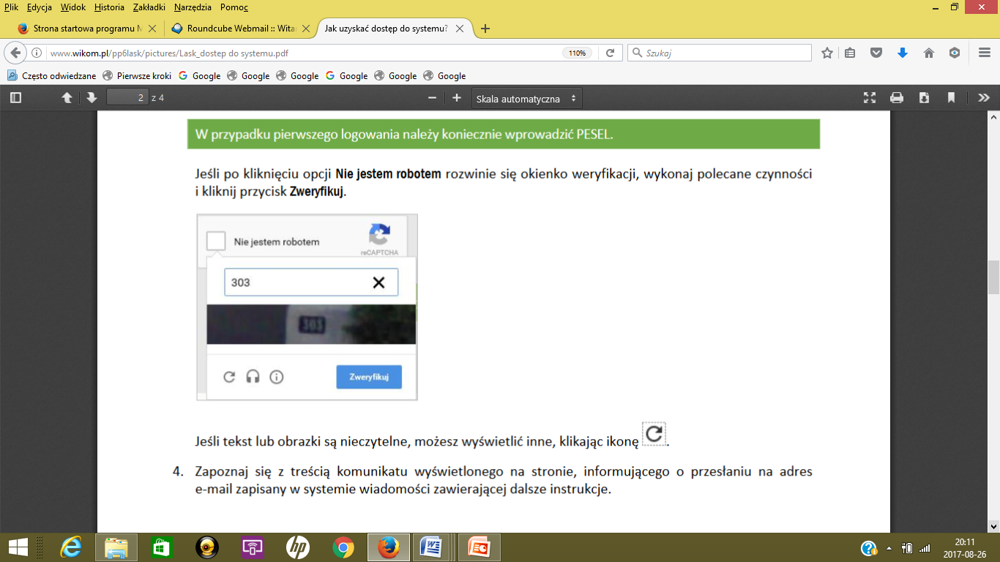 Plik Edycja Widok Historia Zakładki Narzędzia Pomoc
Strona startowa programu M
Roundcube Webmail :: Wita
Jak uzyskać dostęp do systemu?
www.wikom.pl/pp6lask/pictures/Lask_dostep do systemu.pdf
110%
Szukaj
Często odwiedzane Pierwsze kroki Google Google Google Google Google Google
2 z 4
Skala automatyczna
W przypadku pierwszego logowania należy koniecznie wprowadzić PESEL.
Jeśli po kliknięciu opcji Nie jestem robotem rozwinie się okienko weryfikacji, wykonaj polecane czynności
i kliknij przycisk Zweryfikuj.
Nie jestem robotem
reCAPTCHA
303
303
Zweryfikuj
Jeśli tekst lub obrazki są nieczytelne, możesz wyświetlić inne, klikając ikonę .
4. Zapoznaj się z treścią komunikatu wyświetlonego na stronie, informującego o przesłaniu na adres
e-mail zapisany w systemie wiadomości zawierającej dalsze instrukcje.
20:11
2017-08-26